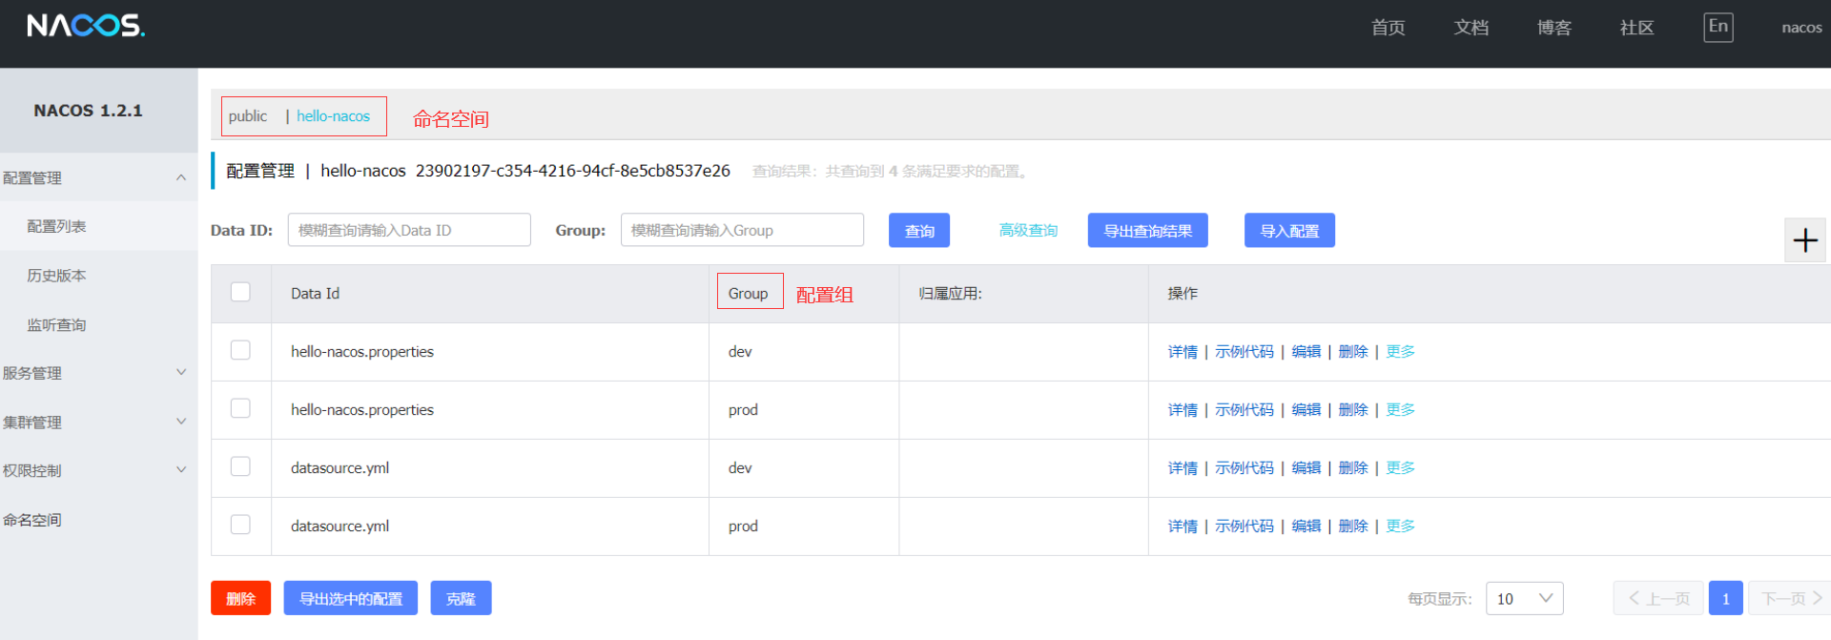 NACOS. 首页 文档 博客 社区 En nacos
NACOS 1.2.1
配置管理
配置列表
历史版本
监听查询
服务管理
集群管理
权限控制
命名空间
public | hello-nacos 命名空间
配置管理 | hello-nacos 23902197-c354-4216-94cf-8e5cb8537e26 查询结果：共查询到 4 条满足要求的配置。
Data ID: 模糊查询请输入Data ID Group: 模糊查询请输入Group 查询 高级查询 导出查询结果 导入配置
Data Id Group 配置组 归属应用: 操作
hello-nacos.properties dev 详情 | 示例代码 | 编辑 | 删除 | 更多
hello-nacos.properties prod 详情 | 示例代码 | 编辑 | 删除 | 更多
datasource.yml dev 详情 | 示例代码 | 编辑 | 删除 | 更多
datasource.yml prod 详情 | 示例代码 | 编辑 | 删除 | 更多
删除 导出选中的配置 克隆 每页显示: 10 上一页 1 下一页